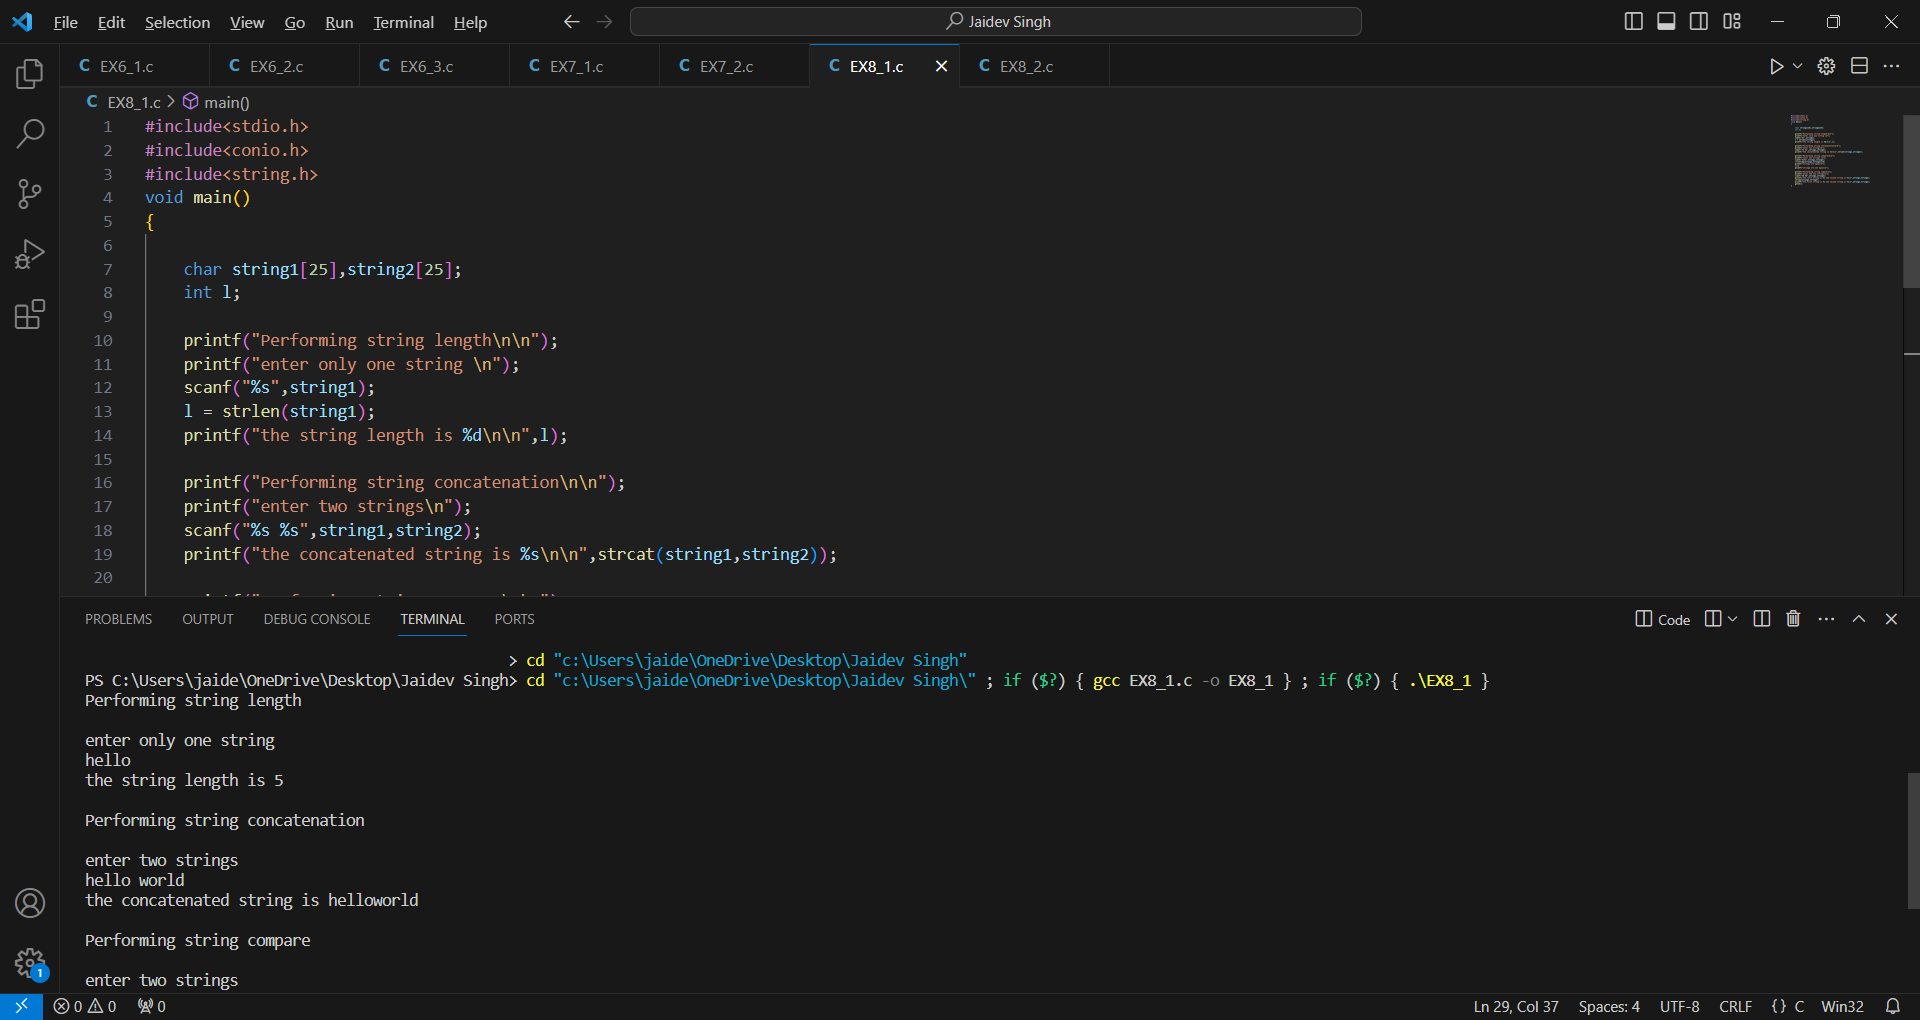 File Edit Selection View Go Run Terminal Help Jaidev Singh
EX6_1.c EX6_2.c EX6_3.c EX7_1.c EX7_2.c EX8_1.c EX8_2.c
EX8_1.c > main()
1 #include<stdio.h>
2 #include<conio.h>
3 #include<string.h>
4 void main()
5 {
6
7 char string1[25],string2[25];
8 int l;
9
10 printf("Performing string length\n\n");
11 printf("enter only one string \n");
12 scanf("%s",string1);
13 l = strlen(string1);
14 printf("the string length is %d\n\n",l);
15
16 printf("Performing string concatenation\n\n");
17 printf("enter two strings\n");
18 scanf("%s %s",string1,string2);
19 printf("the concatenated string is %s\n\n",strcat(string1,string2));
20
PROBLEMS OUTPUT DEBUG CONSOLE TERMINAL PORTS Code
> cd "c:\Users\jaide\OneDrive\Desktop\Jaidev Singh"
PS C:\Users\jaide\OneDrive\Desktop\Jaidev Singh> cd "c:\Users\jaide\OneDrive\Desktop\Jaidev Singh\" ; if ($?) { gcc EX8_1.c -o EX8_1 } ; if ($?) { .\EX8_1 }
Performing string length
enter only one string
hello
the string length is 5
Performing string concatenation
enter two strings
hello world
the concatenated string is helloworld
Performing string compare
enter two strings
1
0 0 0 Ln 29, Col 37 Spaces: 4 UTF-8 CRLF {} C Win32